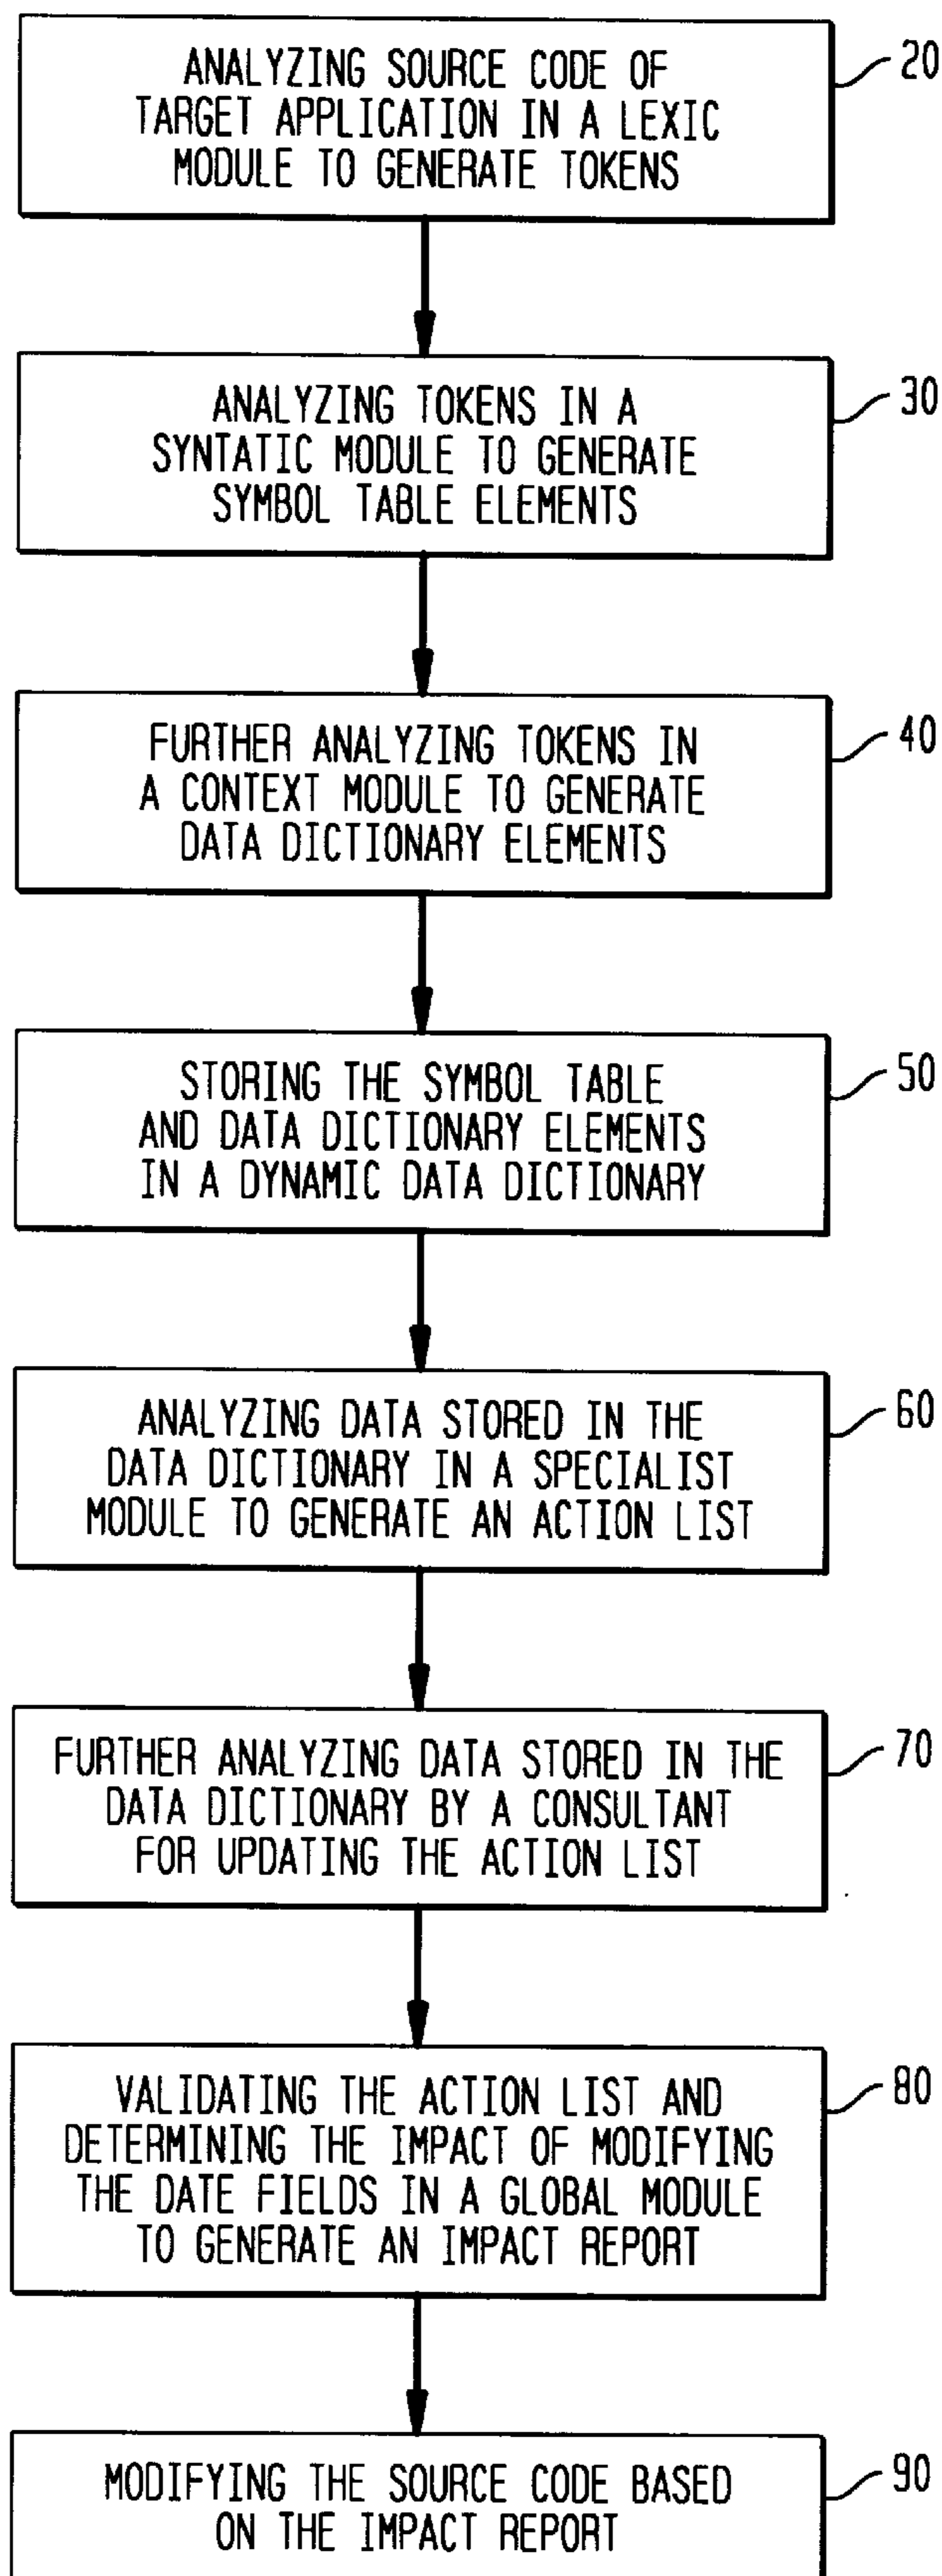 ANALYZING SOURCE CODE OF
TARGET APPLICATION IN A LEXIC
MODULE TO GENERATE TOKENS
20
ANALYZING TOKENS IN A
SYNTATIC MODULE TO GENERATE
SYMBOL TABLE ELEMENTS
30
FURTHER ANALYZING TOKENS IN
A CONTEXT MODULE TO GENERATE
DATA DICTIONARY ELEMENTS
40
STORING THE SYMBOL TABLE
AND DATA DICTIONARY ELEMENTS
IN A DYNAMIC DATA DICTIONARY
50
ANALYZING DATA STORED IN THE
DATA DICTIONARY IN A SPECIALIST
MODULE TO GENERATE AN ACTION LIST
60
FURTHER ANALYZING DATA STORED IN THE
DATA DICTIONARY BY A CONSULTANT
FOR UPDATING THE ACTION LIST
70
VALIDATING THE ACTION LIST AND
DETERMINING THE IMPACT OF MODIFYING
THE DATE FIELDS IN A GLOBAL MODULE
TO GENERATE AN IMPACT REPORT
80
MODIFYING THE SOURCE CODE BASED
ON THE IMPACT REPORT
90